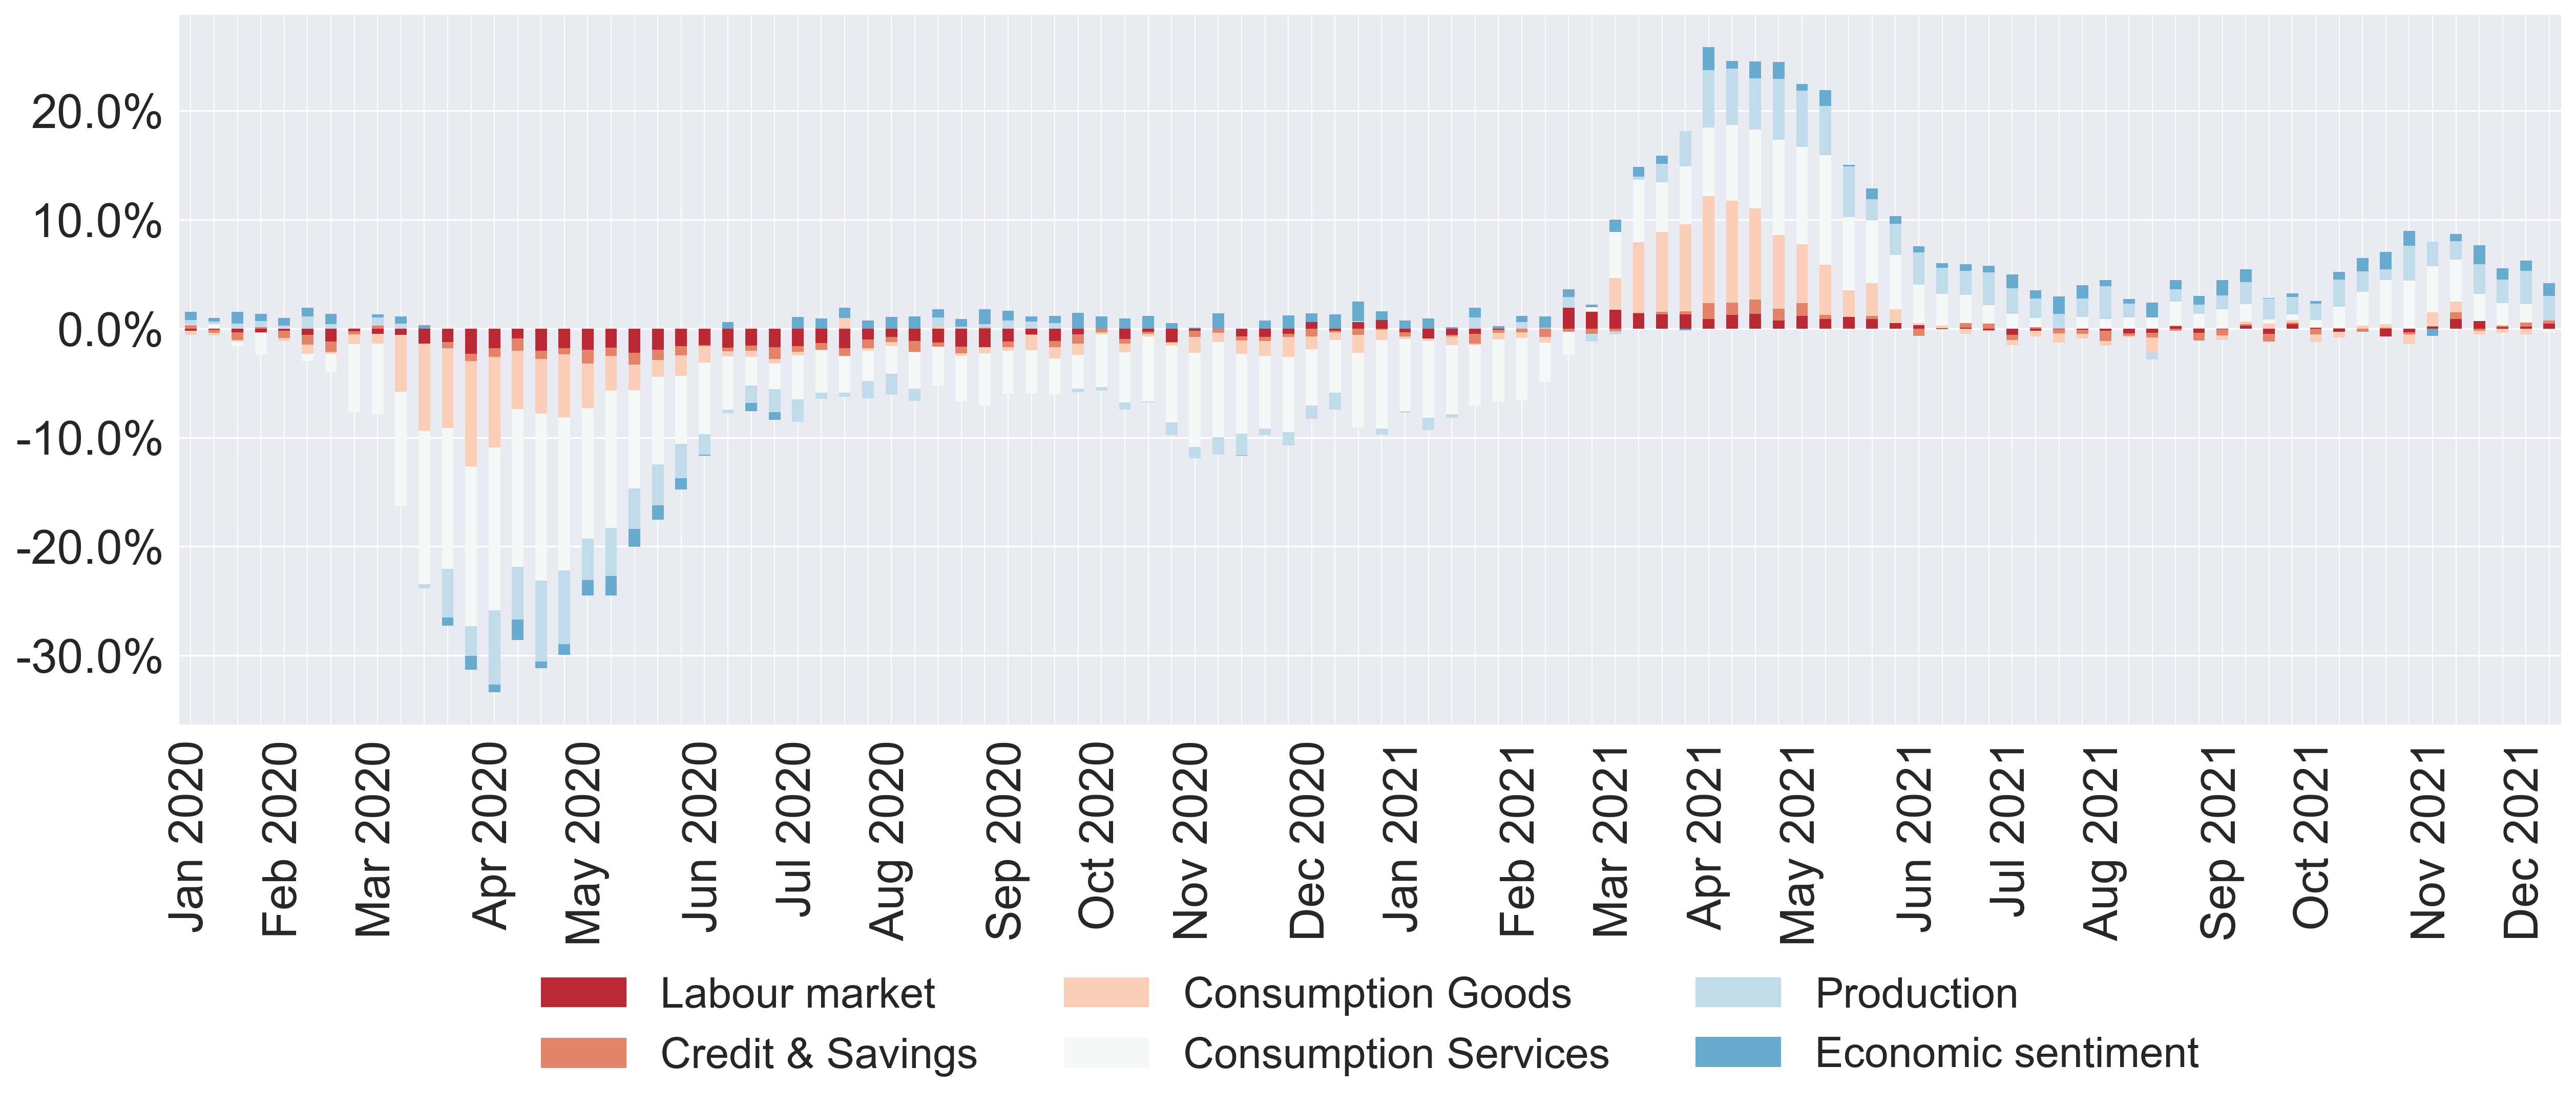 20.0%
10.0%
0.0%
-10.0%
-20.0%
-30.0%
Jan 2020
Feb 2020
Mar 2020
Apr 2020
May 2020
Jun 2020
Jul 2020
Aug 2020
Sep 2020
Oct 2020
Nov 2020
Dec 2020
Jan 2021
Feb 2021
Mar 2021
Apr 2021
May 2021
Jun 2021
Jul 2021
Aug 2021
Sep 2021
Oct 2021
Nov 2021
Dec 2021
Labour market
Credit & Savings
Consumption Goods
Consumption Services
Production
Economic sentiment